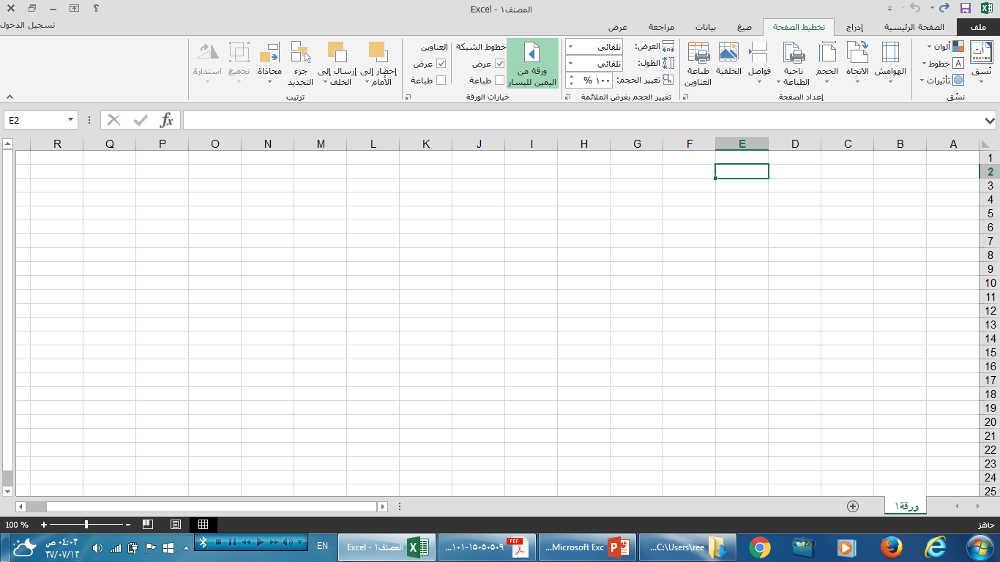 المصنف١ - Excel
ملف
الصفحة الرئيسية
إدراج
تخطيط الصفحة
صيغ
بيانات
مراجعة
عرض
تسجيل الدخول
نُسق
ألوان
خطوط
تأثيرات
نسُق
الهوامش
الاتجاه
الحجم
ناحية الطباعة
فواصل
الخلفية
طباعة العناوين
إعداد الصفحة
العرض: تلقائي
الطول: تلقائي
تغيير الحجم: ١٠٠ %
تغيير الحجم بغرض الملائمة
ورقة من اليمين لليسار
خطوط الشبكة
عرض
طباعة
العناوين
عرض
طباعة
خيارات الورقة
إحضار إلى الأمام
إرسال إلى الخلف
جزء التحديد
محاذاة
تجميع
استدارة
ترتيب
E2
fx
R Q P O N M L K J I H G F E D C B A
1
2
3
4
5
6
7
8
9
10
11
12
13
14
15
16
17
18
19
20
21
22
23
24
25
ورقة١
جاهز
100 %
...C:\Users\ree
...Microsoft Exc
...١٠١-١٥٠٥٠٥٠٩
PDF
المصنف١ - Excel
EN
٠٤:٠٣ ص
٣٧/٠٧/١٣